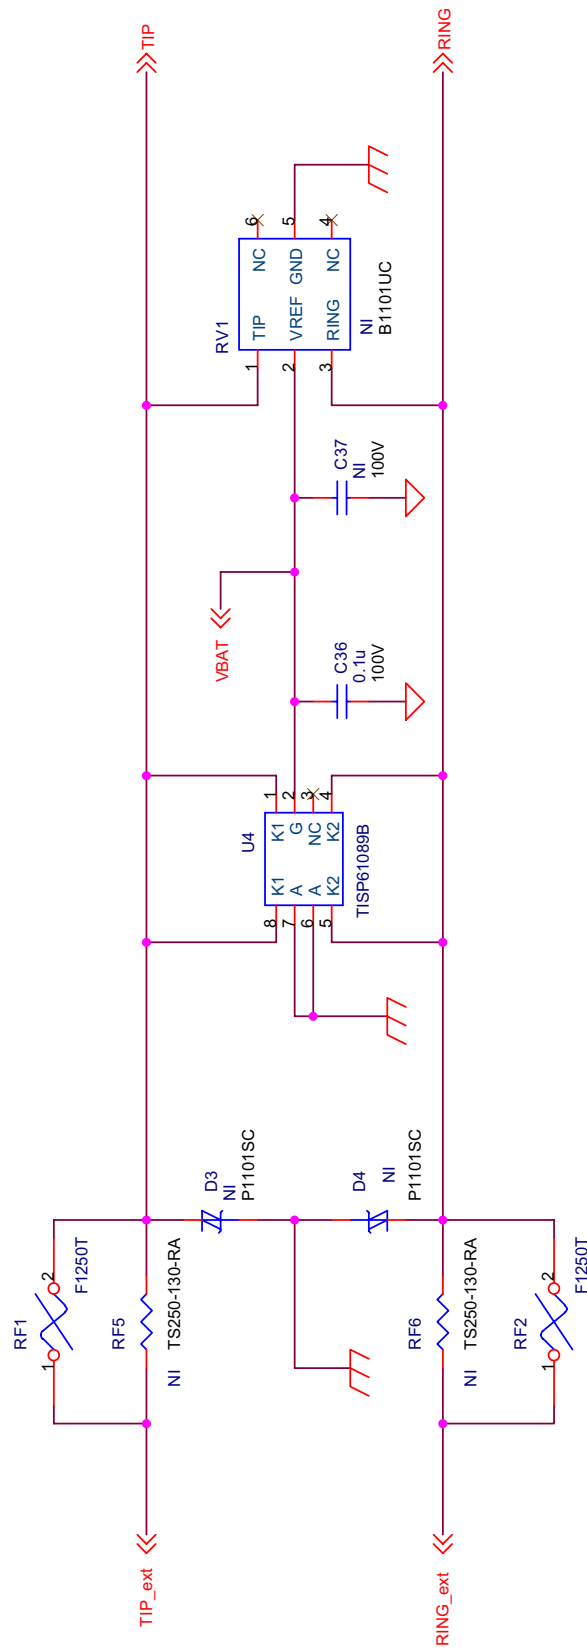 RF1
1
2
F1250T
TIP_ext
RF5
NI
TS250-130-RA
D3
NI
P1101SC
D4
NI
P1101SC
RF6
NI
TS250-130-RA
RING_ext
RF2
1
2
F1250T
U4
8
7
6
5
K1
A
A
K2
K1
G
NC
K2
1
2
3
4
TISP61089B
VBAT
C36
0.1u
100V
C37
NI
100V
RV1
1
2
3
TIP
VREF
RING
NC
GND
NC
6
5
4
NI
B1101UC
TIP
RING